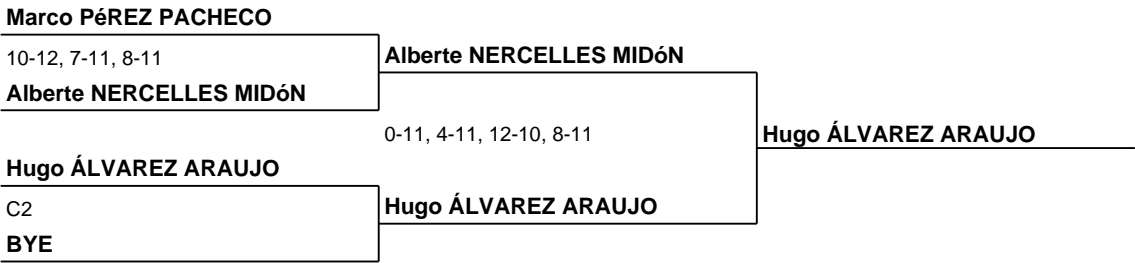 Marco PéREZ PACHECO
10-12, 7-11, 8-11
Alberte NERCELLES MIDóN
Alberte NERCELLES MIDóN
0-11, 4-11, 12-10, 8-11
Hugo ÁLVAREZ ARAUJO
Hugo ÁLVAREZ ARAUJO
C2
BYE
Hugo ÁLVAREZ ARAUJO